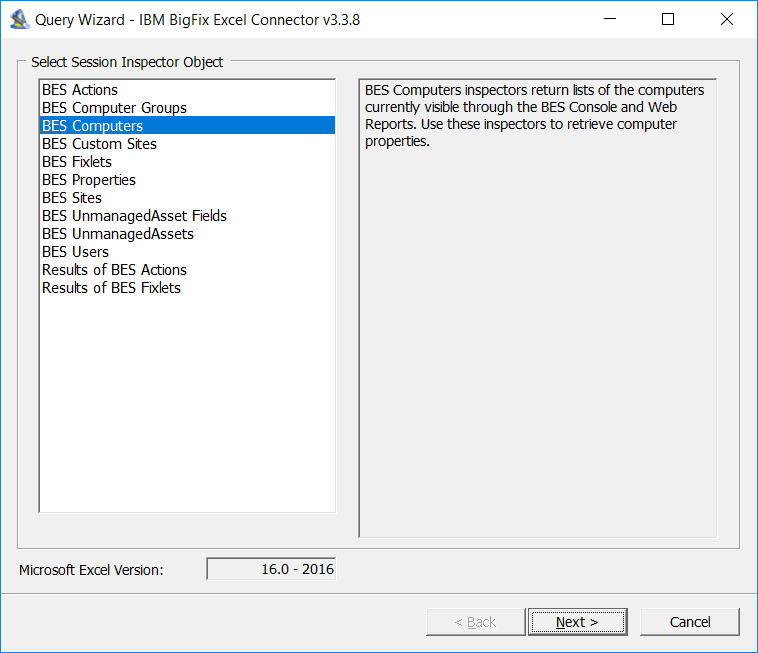 Query Wizard - IBM BigFix Excel Connector v3.3.8
Select Session Inspector Object
BES Actions
BES Computer Groups
BES Computers
BES Custom Sites
BES Fixlets
BES Properties
BES Sites
BES UnmanagedAsset Fields
BES UnmanagedAssets
BES Users
Results of BES Actions
Results of BES Fixlets
BES Computers inspectors return lists of the computers
currently visible through the BES Console and Web
Reports. Use these inspectors to retrieve computer
properties.
Microsoft Excel Version:
16.0 - 2016
< Back
Next >
Cancel